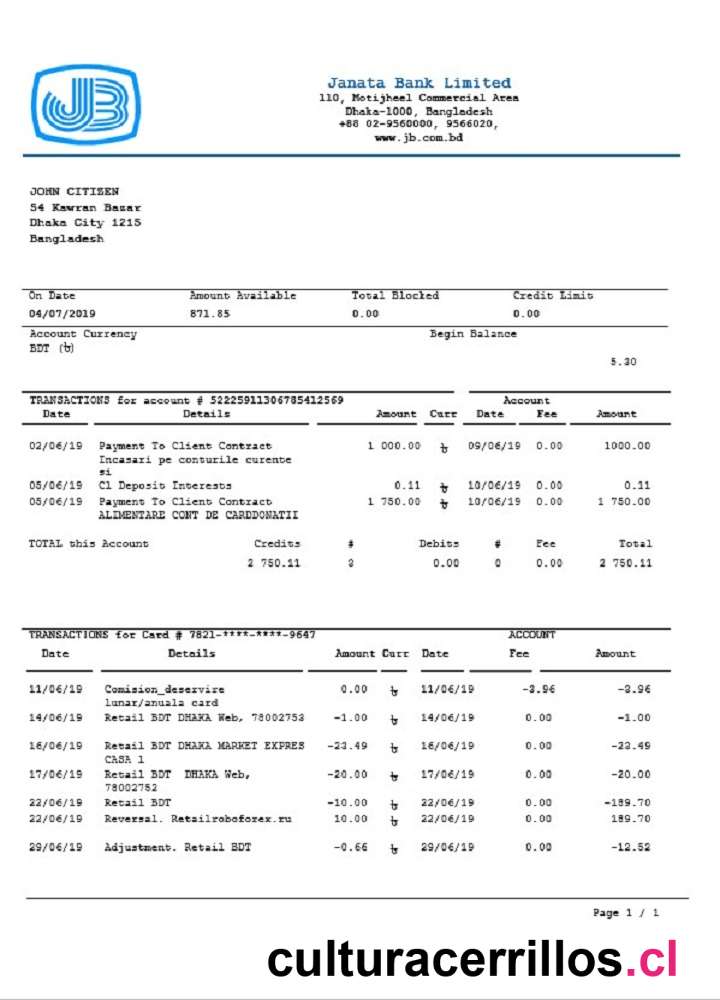 JB
Janata Bank Limited
110, Motijheel Commercial Area
Dhaka-1000, Bangladesh
+88 02-9560000, 9566020,
www.jb.com.bd
JOHN CITIZEN
54 Kawran Bazar
Dhaka City 1215
Bangladesh
On Date Amount Available Total Blocked Credit Limit
04/07/2019 871.85 0.00 0.00
Account Currency Begin Balance
BDT (৳)
5.30
TRANSACTIONS for account # 52225911306785412569 Account
Date Details Amount Curr Date Fee Amount
02/06/19 Payment To Client Contract 1 000.00 ৳ 09/06/19 0.00 1000.00
Incasari pe conturile curente
si
05/06/19 Cl Deposit Interests 0.11 ৳ 10/06/19 0.00 0.11
05/06/19 Payment To Client Contract 1 750.00 ৳ 10/06/19 0.00 1 750.00
ALIMENTARE CONT DE CARDDONATII
TOTAL this Account Credits # Debits # Fee Total
2 750.11 3 0.00 0 0.00 2 750.11
TRANSACTIONS for Card # 7821-****-****-9647 ACCOUNT
Date Details Amount Curr Date Fee Amount
11/06/19 Comision_deservire 0.00 ৳ 11/06/19 -3.96 -3.96
lunar/anuala card
14/06/19 Retail BDT DHAKA Web, 78002753 -1.00 ৳ 14/06/19 0.00 -1.00
16/06/19 Retail BDT DHAKA MARKET EXPRES -23.49 ৳ 16/06/19 0.00 -23.49
CASA 1
17/06/19 Retail BDT DHAKA Web, -20.00 ৳ 17/06/19 0.00 -20.00
78002752
22/06/19 Retail BDT -10.00 ৳ 22/06/19 0.00 -189.70
22/06/19 Reversal. Retailroboforex.ru 10.00 ৳ 22/06/19 0.00 189.70
29/06/19 Adjustment. Retail BDT -0.66 ৳ 29/06/19 0.00 -12.52
Page 1 / 1
culturacerrillos.cl